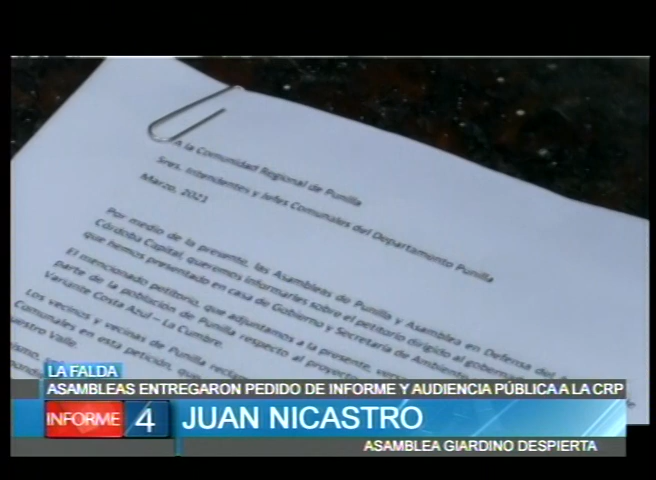 A la Comunidad Regional de Punilla
Sres. Intendentes y Jefes Comunales del Departamento Punilla
Marzo, 2021
Por medio de la presente, las Asambleas de Punilla y Asamblea en Defensa del
Córdoba Capital, queremos informarles sobre el petitorio dirigido al
que hemos presentado en casa de Gobierno y Secretaría de Ambiente
El mencionado petitorio, que adjuntamos a la presente,
parte de la población de Punilla respecto al proyecto
Variante Costa Azul – La Cumbre.
Los vecinos y vecinas de Punilla
Comunales en esta petición, que
Valle.
LA FALDA
ASAMBLEAS ENTREGARON PEDIDO DE INFORME Y AUDIENCIA PÚBLICA A LA CRP
INFORME 4 JUAN NICASTRO
ASAMBLEA GIARDINO DESPIERTA